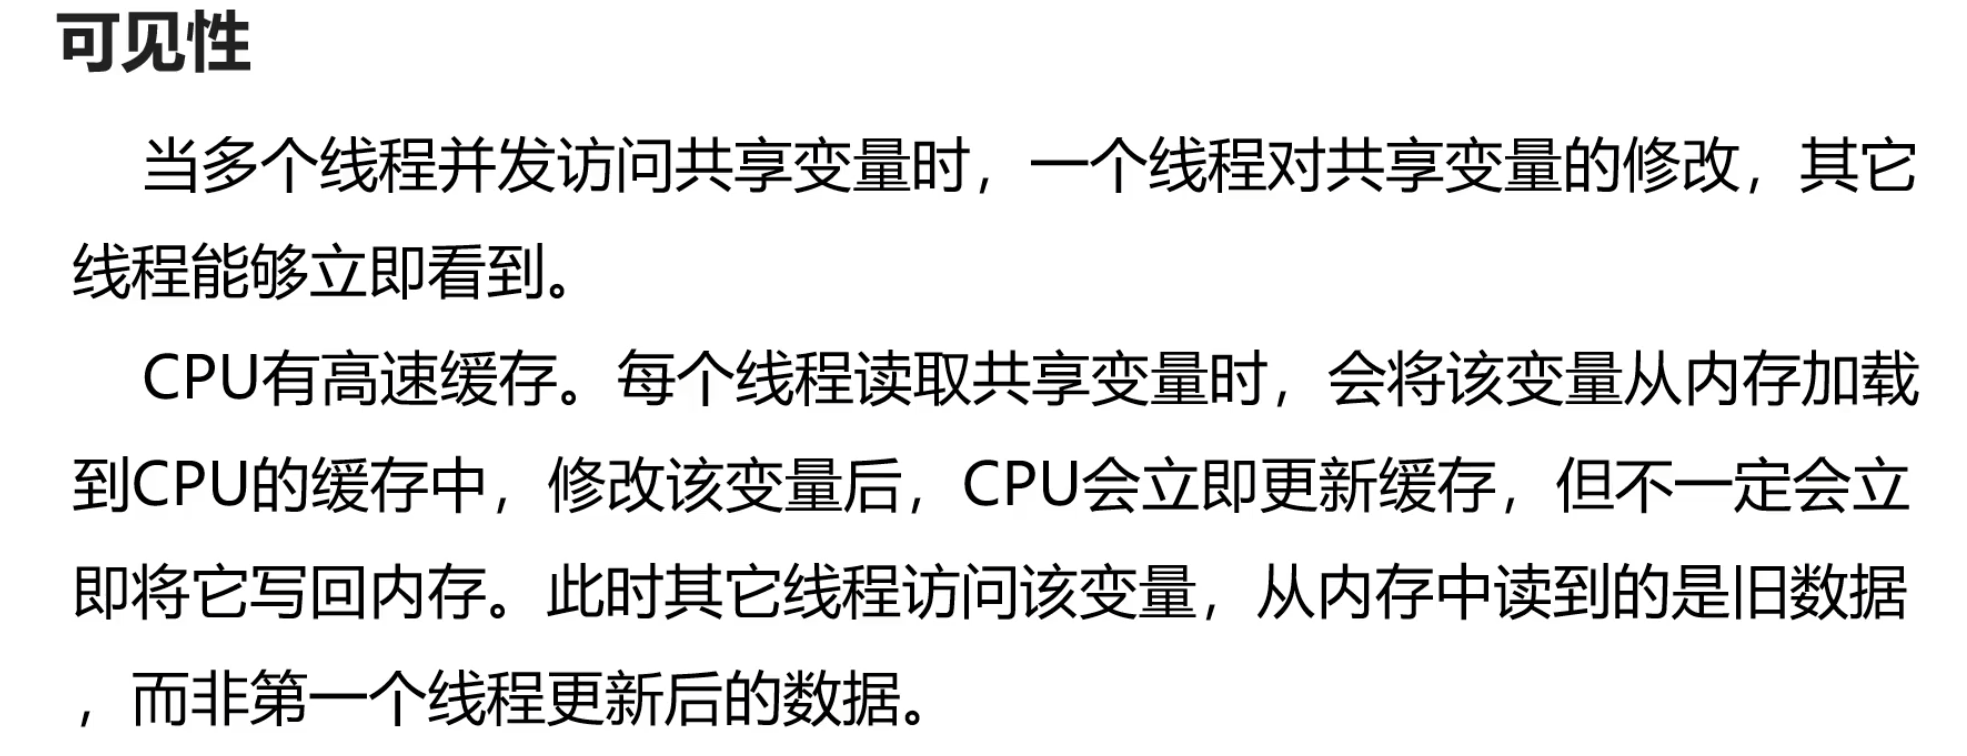 可见性
当多个线程并发访问共享变量时，一个线程对共享变量的修改，其它
线程能够立即看到。
CPU有高速缓存。每个线程读取共享变量时，会将该变量从内存加载
到CPU的缓存中，修改该变量后，CPU会立即更新缓存，但不一定会立
即将它写回内存。此时其它线程访问该变量，从内存中读到的是旧数据
，而非第一个线程更新后的数据。